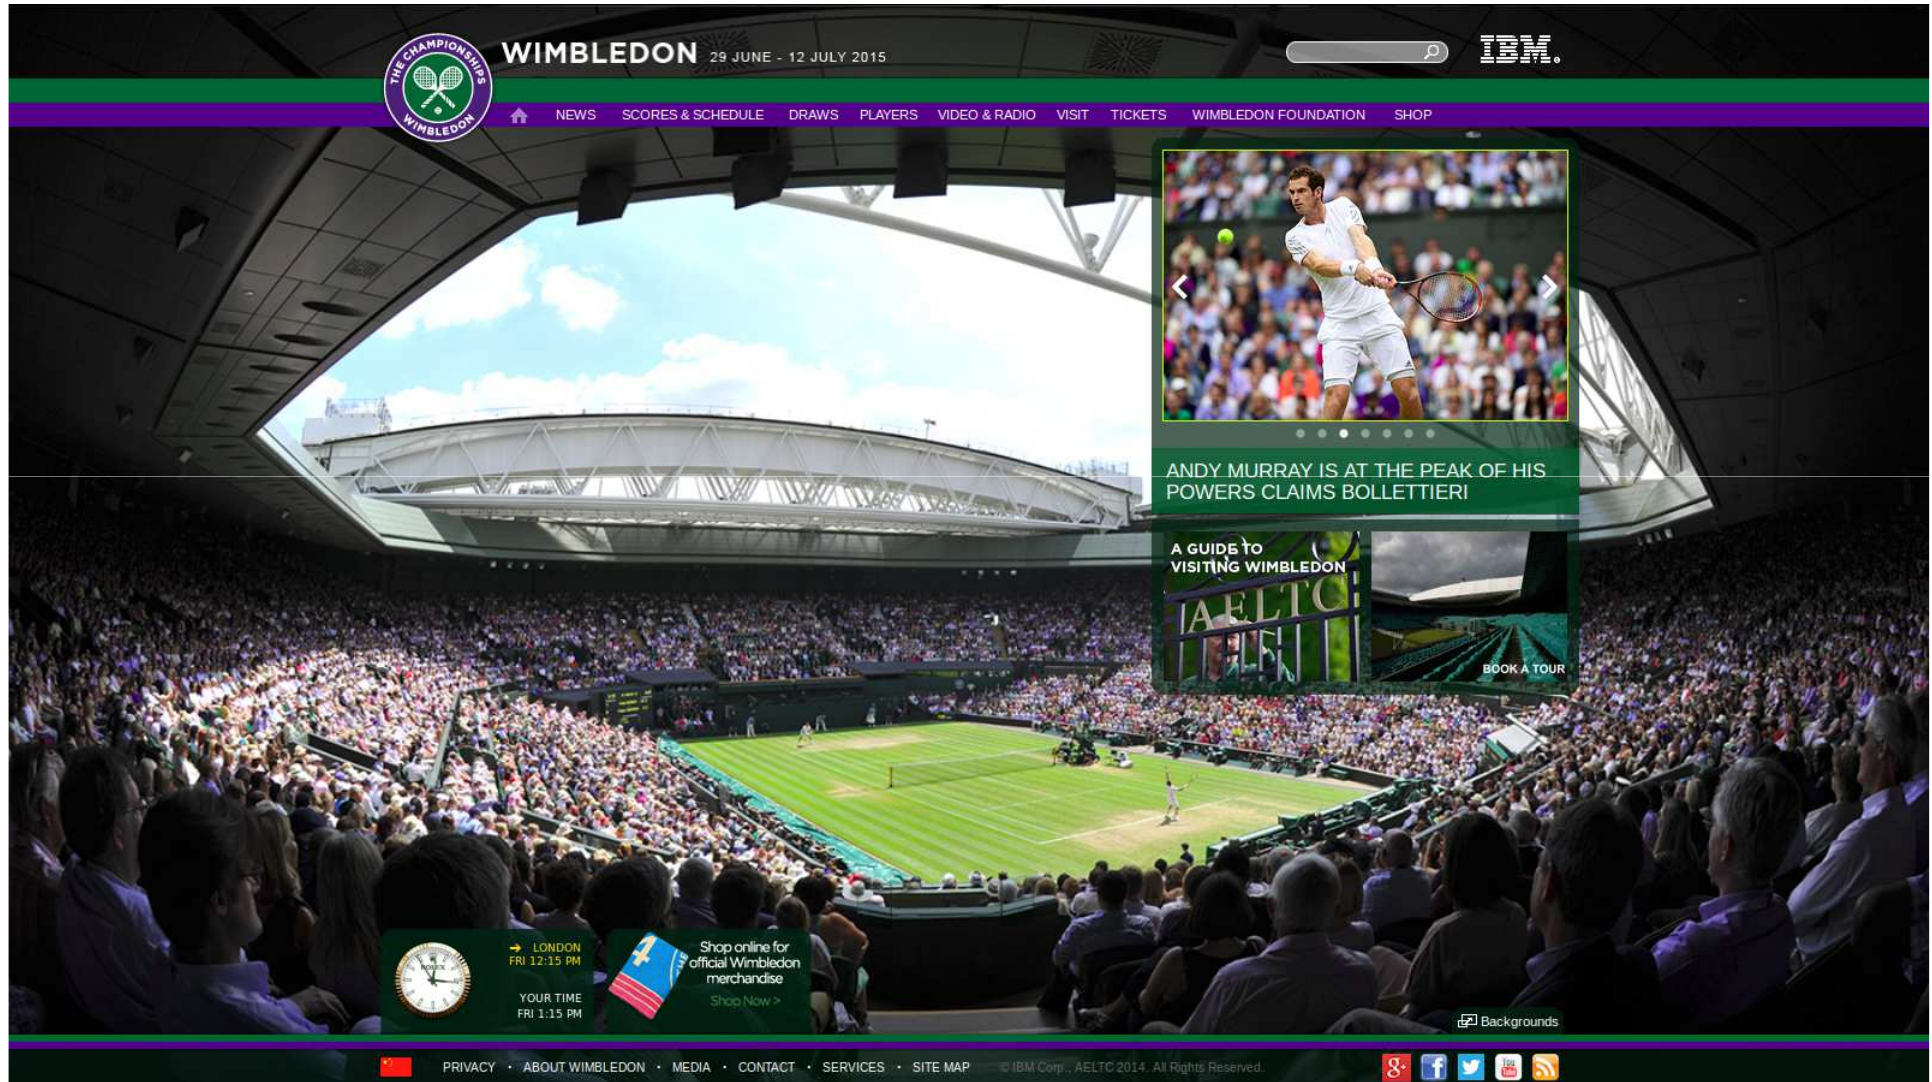 THE CHAMPIONSHIPS
WIMBLEDON
WIMBLEDON 29 JUNE - 12 JULY 2015
IBM.
NEWS SCORES & SCHEDULE DRAWS PLAYERS VIDEO & RADIO VISIT TICKETS WIMBLEDON FOUNDATION SHOP
ANDY MURRAY IS AT THE PEAK OF HIS
POWERS CLAIMS BOLLETTIERI
A GUIDE TO
VISITING WIMBLEDON
AELTC
BOOK A TOUR
ROLEX
LONDON
FRI 12:15 PM
YOUR TIME
FRI 1:15 PM
Shop online for
official Wimbledon
merchandise
Shop Now >
Backgrounds
PRIVACY • ABOUT WIMBLEDON • MEDIA • CONTACT • SERVICES • SITE MAP © IBM Corp., AELTC 2014. All Rights Reserved.
g+ f You Tube